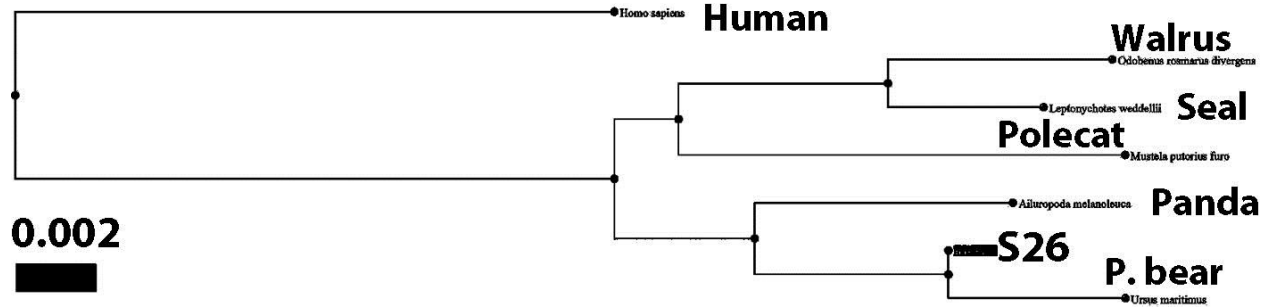 Homo sapiens Human
Walrus
Odobenus rosmarus divergens
Leptonychotes weddellii Seal
Polecat
Mustela putorius furo
Ailuropoda melanoleuca Panda
0.002
S26
P. bear
Ursus maritimus